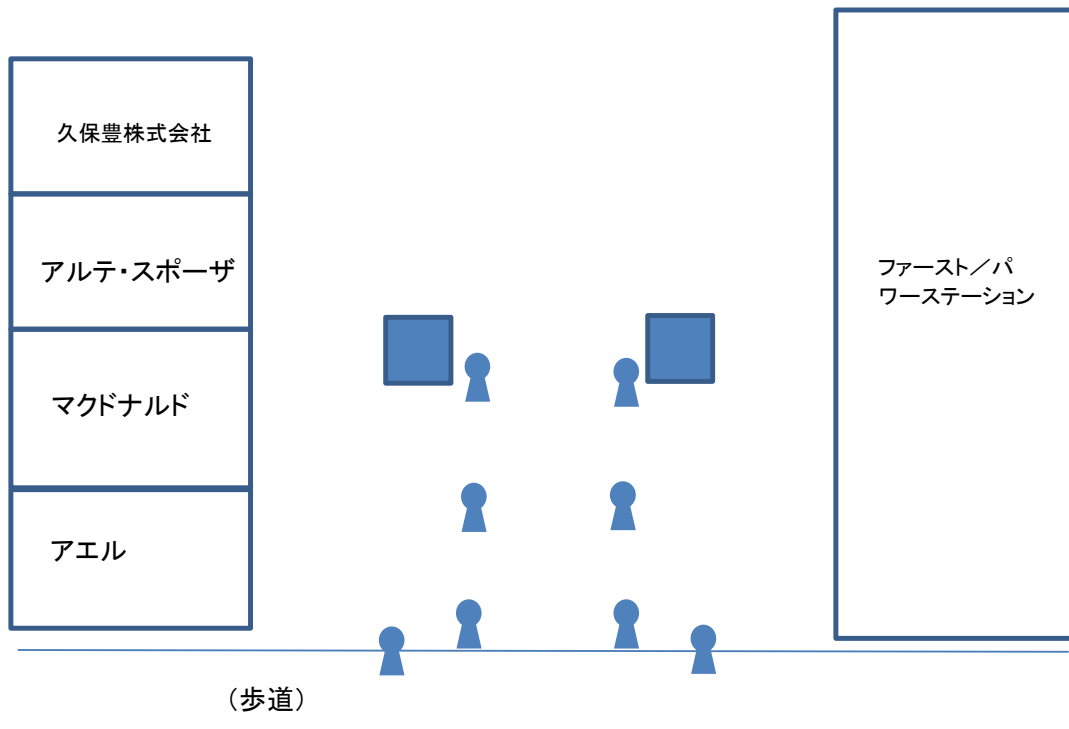 久保豊株式会社
アルテ・スポーザ
マクドナルド
アエル
ファースト／パ
ワーステーション
（歩道）